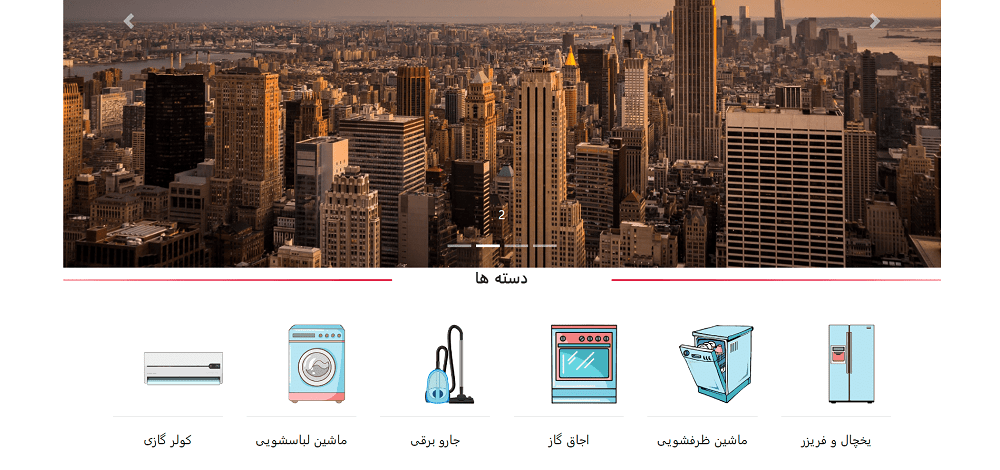 2
دسته ها
یخچال و فریزر
ماشین ظرفشویی
اجاق گاز
جارو برقی
ماشین لباسشویی
کولر گازی